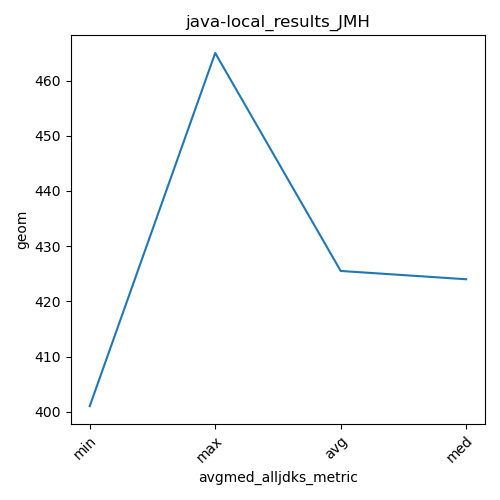 java-local_results_JMH
460
450
440
430
420
410
400
geom
min
max
avg
med
avgmed_alljdks_metric